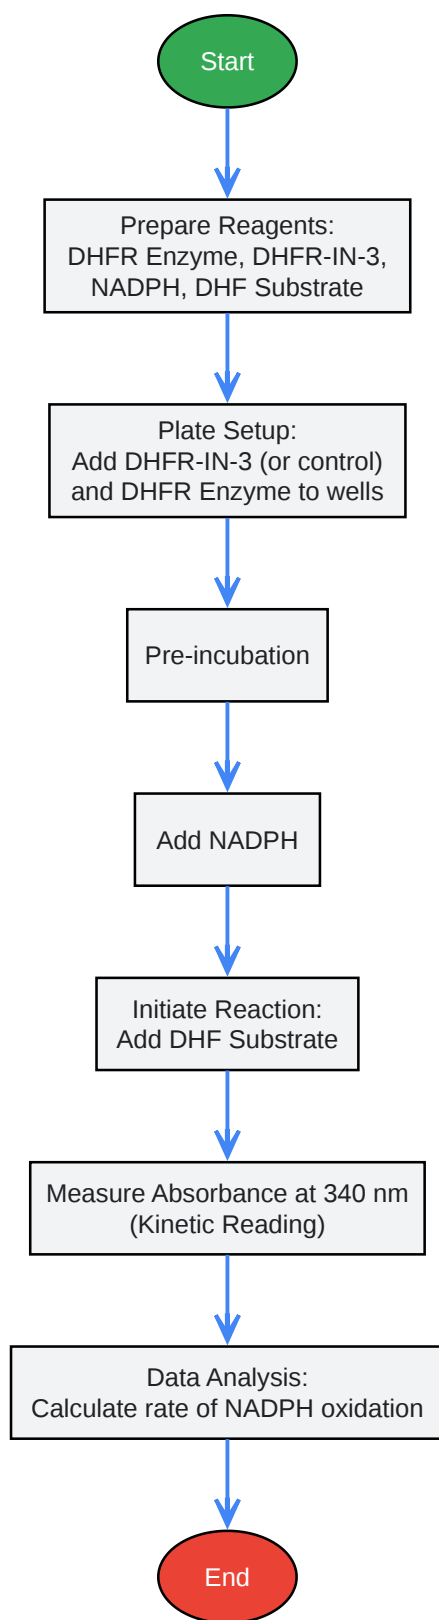 Start
Prepare Reagents:
DHFR Enzyme, DHFR-IN-3,
NADPH, DHF Substrate
Plate Setup:
Add DHFR-IN-3 (or control)
and DHFR Enzyme to wells
Pre-incubation
Add NADPH
Initiate Reaction:
Add DHF Substrate
Measure Absorbance at 340 nm
(Kinetic Reading)
Data Analysis:
Calculate rate of NADPH oxidation
End